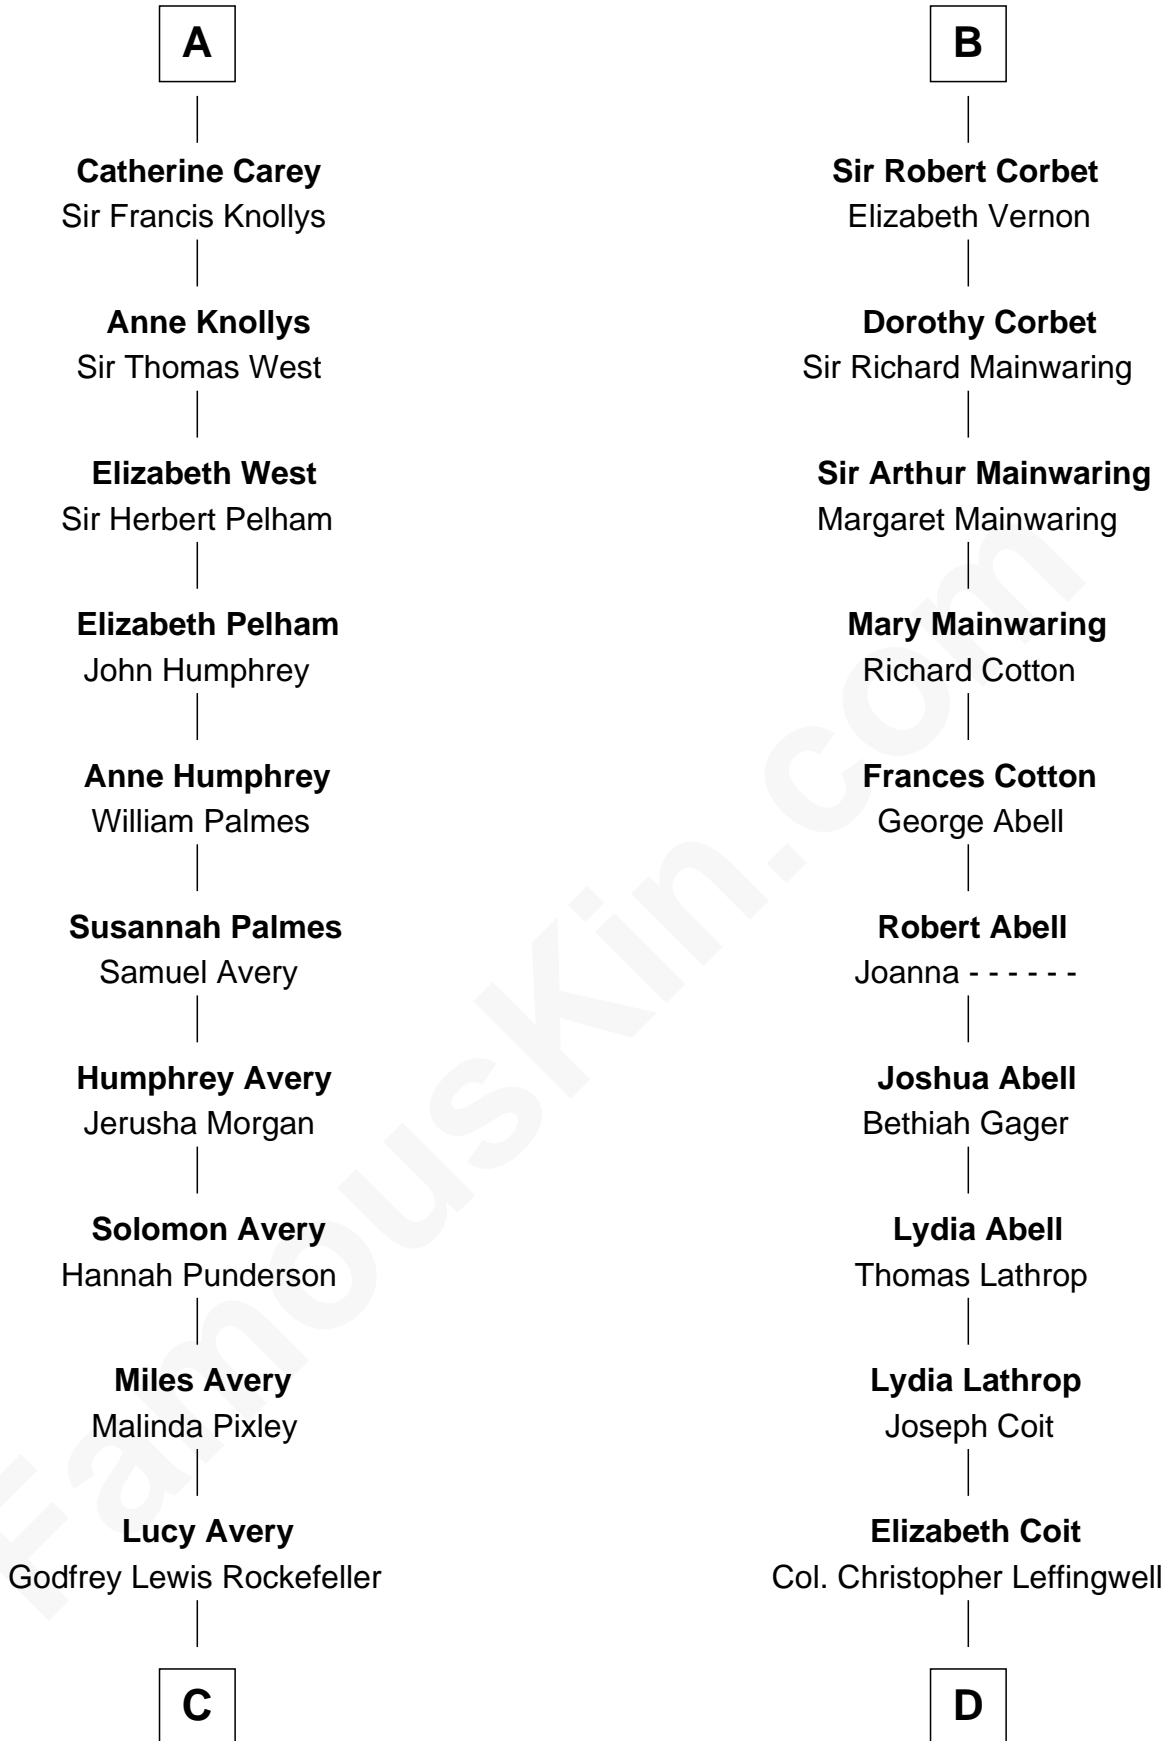 A
Catherine Carey
Sir Francis Knollys
Anne Knollys
Sir Thomas West
Elizabeth West
Sir Herbert Pelham
Elizabeth Pelham
John Humphrey
Anne Humphrey
William Palmes
Susannah Palmes
Samuel Avery
Humphrey Avery
Jerusha Morgan
Solomon Avery
Hannah Punderson
Miles Avery
Malinda Pixley
Lucy Avery
Godfrey Lewis Rockefeller
C
B
Sir Robert Corbet
Elizabeth Vernon
Dorothy Corbet
Sir Richard Mainwaring
Sir Arthur Mainwaring
Margaret Mainwaring
Mary Mainwaring
Richard Cotton
Frances Cotton
George Abell
Robert Abell
Joanna - - - - - -
Joshua Abell
Bethiah Gager
Lydia Abell
Thomas Lathrop
Lydia Lathrop
Joseph Coit
Elizabeth Coit
Col. Christopher Leffingwell
D
FamousKin.com